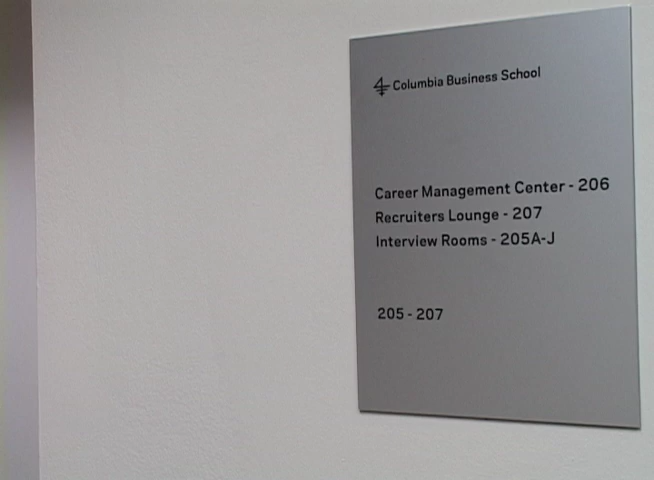 Columbia Business School
Career Management Center - 206
Recruiters Lounge - 207
Interview Rooms - 205A-J
205 - 207